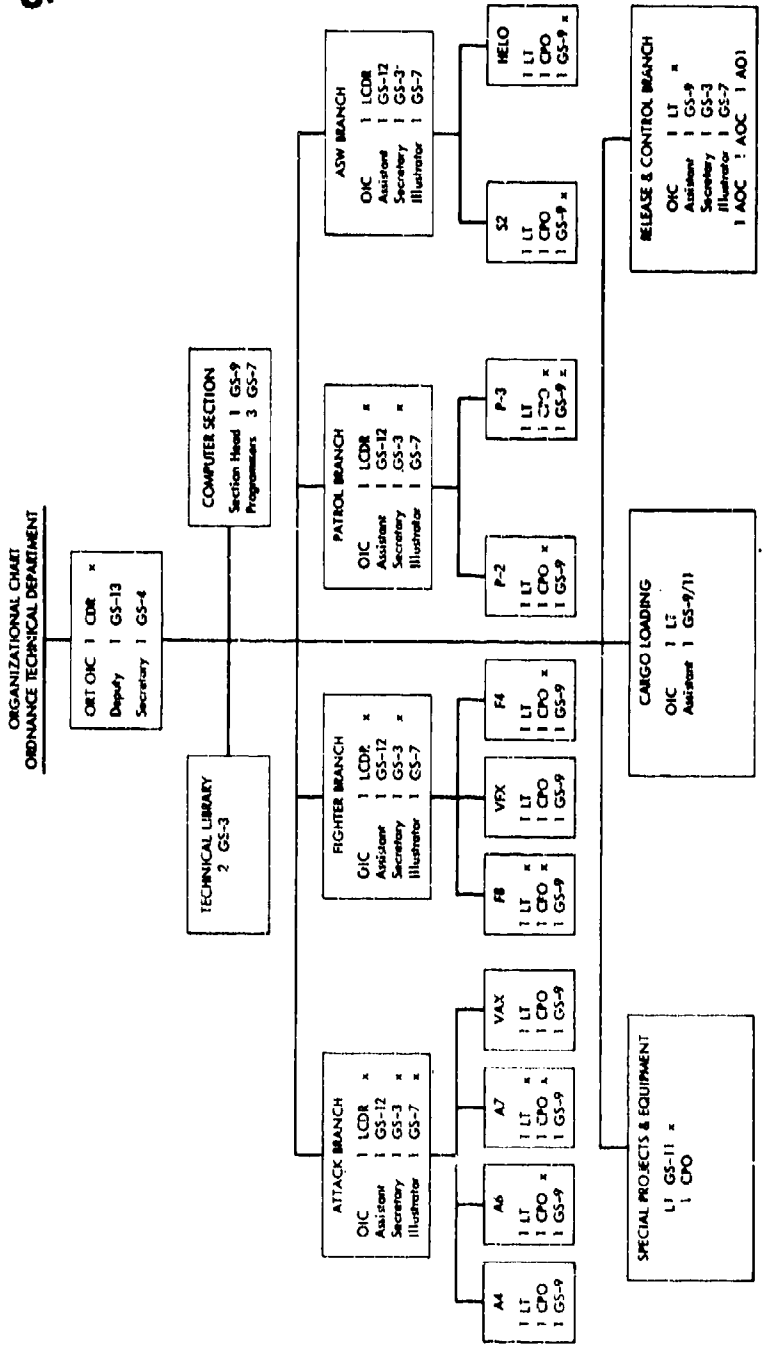 ORGANIZATIONAL CHART
ORDNANCE TECHNICAL DEPARTMENT
ORT OIC 1 CDR x
Deputy 1 GS-13
Secretary 1 GS-4
TECHNICAL LIBRARY
2 GS-3
COMPUTER SECTION
Section Head 1 GS-9
Programmers 3 GS-7
ATTACK BRANCH
OIC 1 LCDR x
Assistant 1 GS-12
Secretary 1 GS-3 x
Illustrator 1 GS-7 x
FIGHTER BRANCH
OIC 1 LCDR x
Assistant 1 GS-12
Secretary 1 GS-3 x
Illustrator 1 GS-7
PATROL BRANCH
OIC 1 LCDR x
Assistant 1 GS-12
Secretary 1 GS-3 x
Illustrator 1 GS-7
ASW BRANCH
OIC 1 LCDR
Assistant 1 GS-12
Secretary 1 GS-3
Illustrator 1 GS-7
A4
1 LT
1 CPO
1 GS-9
A6
1 LT
1 CPO x
1 GS-9
A7
1 LT x
1 CPO x
1 GS-9
VAX
1 LT
1 CPO
1 GS-9
F8
1 LT x
1 CPO x
1 GS-9
VFX
1 LT
1 CPO
1 GS-9
F4
1 LT
1 CPO x
1 GS-9
P-2
1 LT
1 CPO x
1 GS-9
P-3
1 LT
1 CPO x
1 GS-9 x
S2
1 LT
1 CPO
1 GS-9 x
HELO
1 LT
1 CPO
1 GS-9 x
SPECIAL PROJECTS & EQUIPMENT
GS-11 x
1 CPO
CARGO LOADING
OIC 1 LT
Assistant 1 GS-9/11
RELEASE & CONTROL BRANCH
OIC 1 LT x
Assistant 1 GS-9
Secretary 1 GS-3
Illustrator 1 GS-7
1 AOC 1 AOC 1 AO1